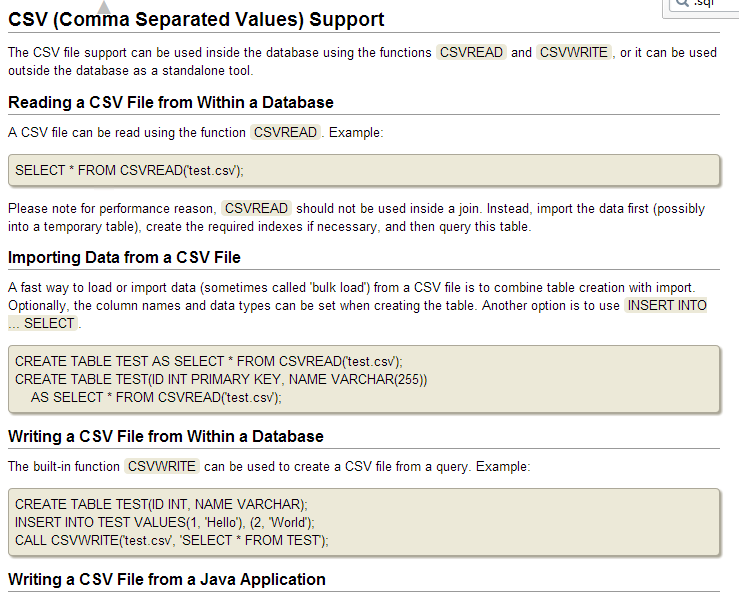 .sql
CSV (Comma Separated Values) Support
The CSV file support can be used inside the database using the functions CSVREAD and CSVWRITE, or it can be used
outside the database as a standalone tool.
Reading a CSV File from Within a Database
A CSV file can be read using the function CSVREAD. Example:
SELECT * FROM CSVREAD('test.csv');
Please note for performance reason, CSVREAD should not be used inside a join. Instead, import the data first (possibly
into a temporary table), create the required indexes if necessary, and then query this table.
Importing Data from a CSV File
A fast way to load or import data (sometimes called 'bulk load') from a CSV file is to combine table creation with import.
Optionally, the column names and data types can be set when creating the table. Another option is to use INSERT INTO
... SELECT.
CREATE TABLE TEST AS SELECT * FROM CSVREAD('test.csv');
CREATE TABLE TEST(ID INT PRIMARY KEY, NAME VARCHAR(255))
AS SELECT * FROM CSVREAD('test.csv');
Writing a CSV File from Within a Database
The built-in function CSVWRITE can be used to create a CSV file from a query. Example:
CREATE TABLE TEST(ID INT, NAME VARCHAR);
INSERT INTO TEST VALUES(1, 'Hello'), (2, 'World');
CALL CSVWRITE('test.csv', 'SELECT * FROM TEST');
Writing a CSV File from a Java Application